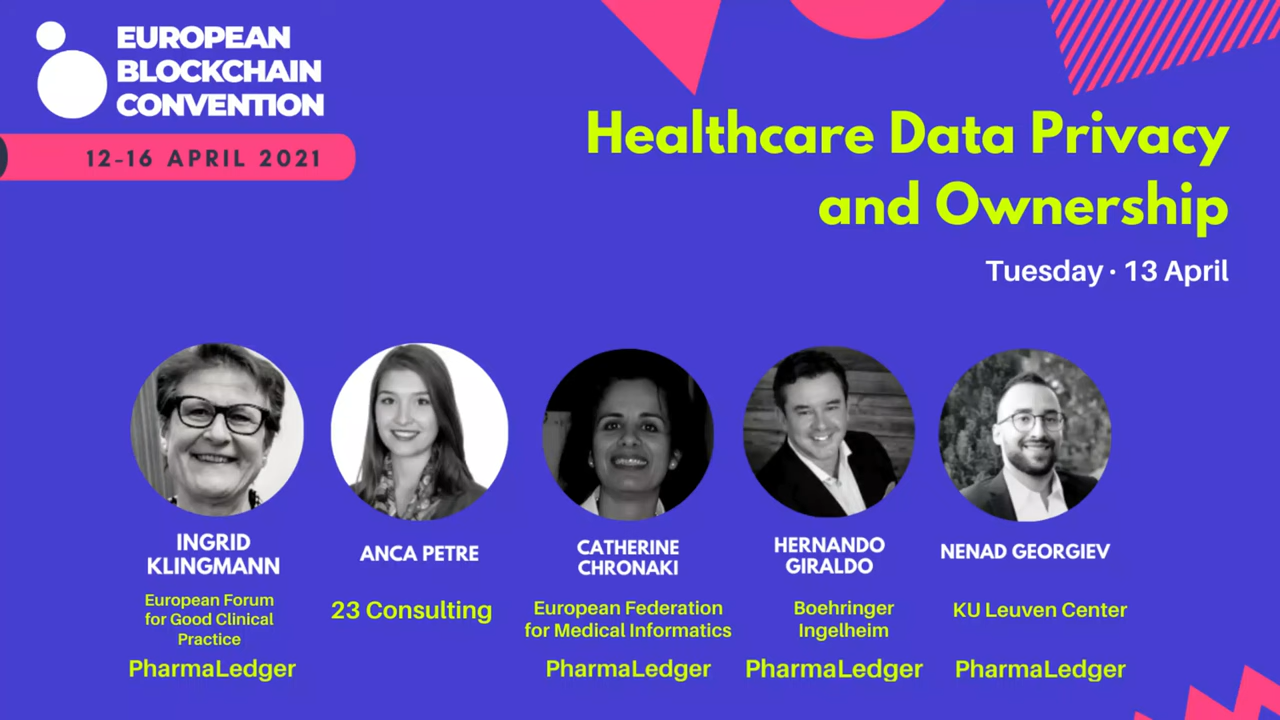 EUROPEAN
BLOCKCHAIN
CONVENTION
12-16 APRIL 2021
Healthcare Data Privacy
and Ownership
Tuesday · 13 April
INGRID
KLINGMANN
European Forum
for Good Clinical
Practice
PharmaLedger
ANCA PETRE
23 Consulting
CATHERINE
CHRONAKI
European Federation
for Medical Informatics
PharmaLedger
HERNANDO
GIRALDO
Boehringer
Ingelheim
PharmaLedger
NENAD GEORGIEV
KU Leuven Center
PharmaLedger